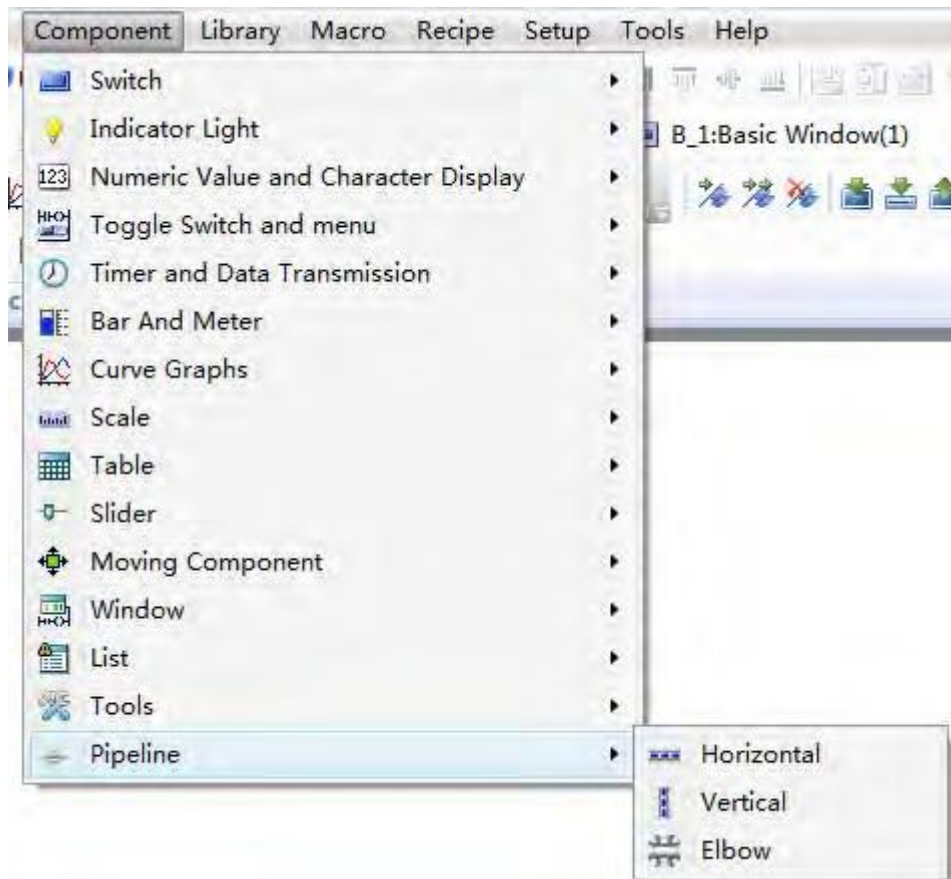 Component Library Macro Recipe Setup Tools Help
Switch
Indicator Light
B_1:Basic Window(1)
123 Numeric Value and Character Display
Toggle Switch and menu
Timer and Data Transmission
Bar And Meter
Curve Graphs
Scale
Table
Slider
Moving Component
Window
List
Tools
Pipeline
Horizontal
Vertical
Elbow